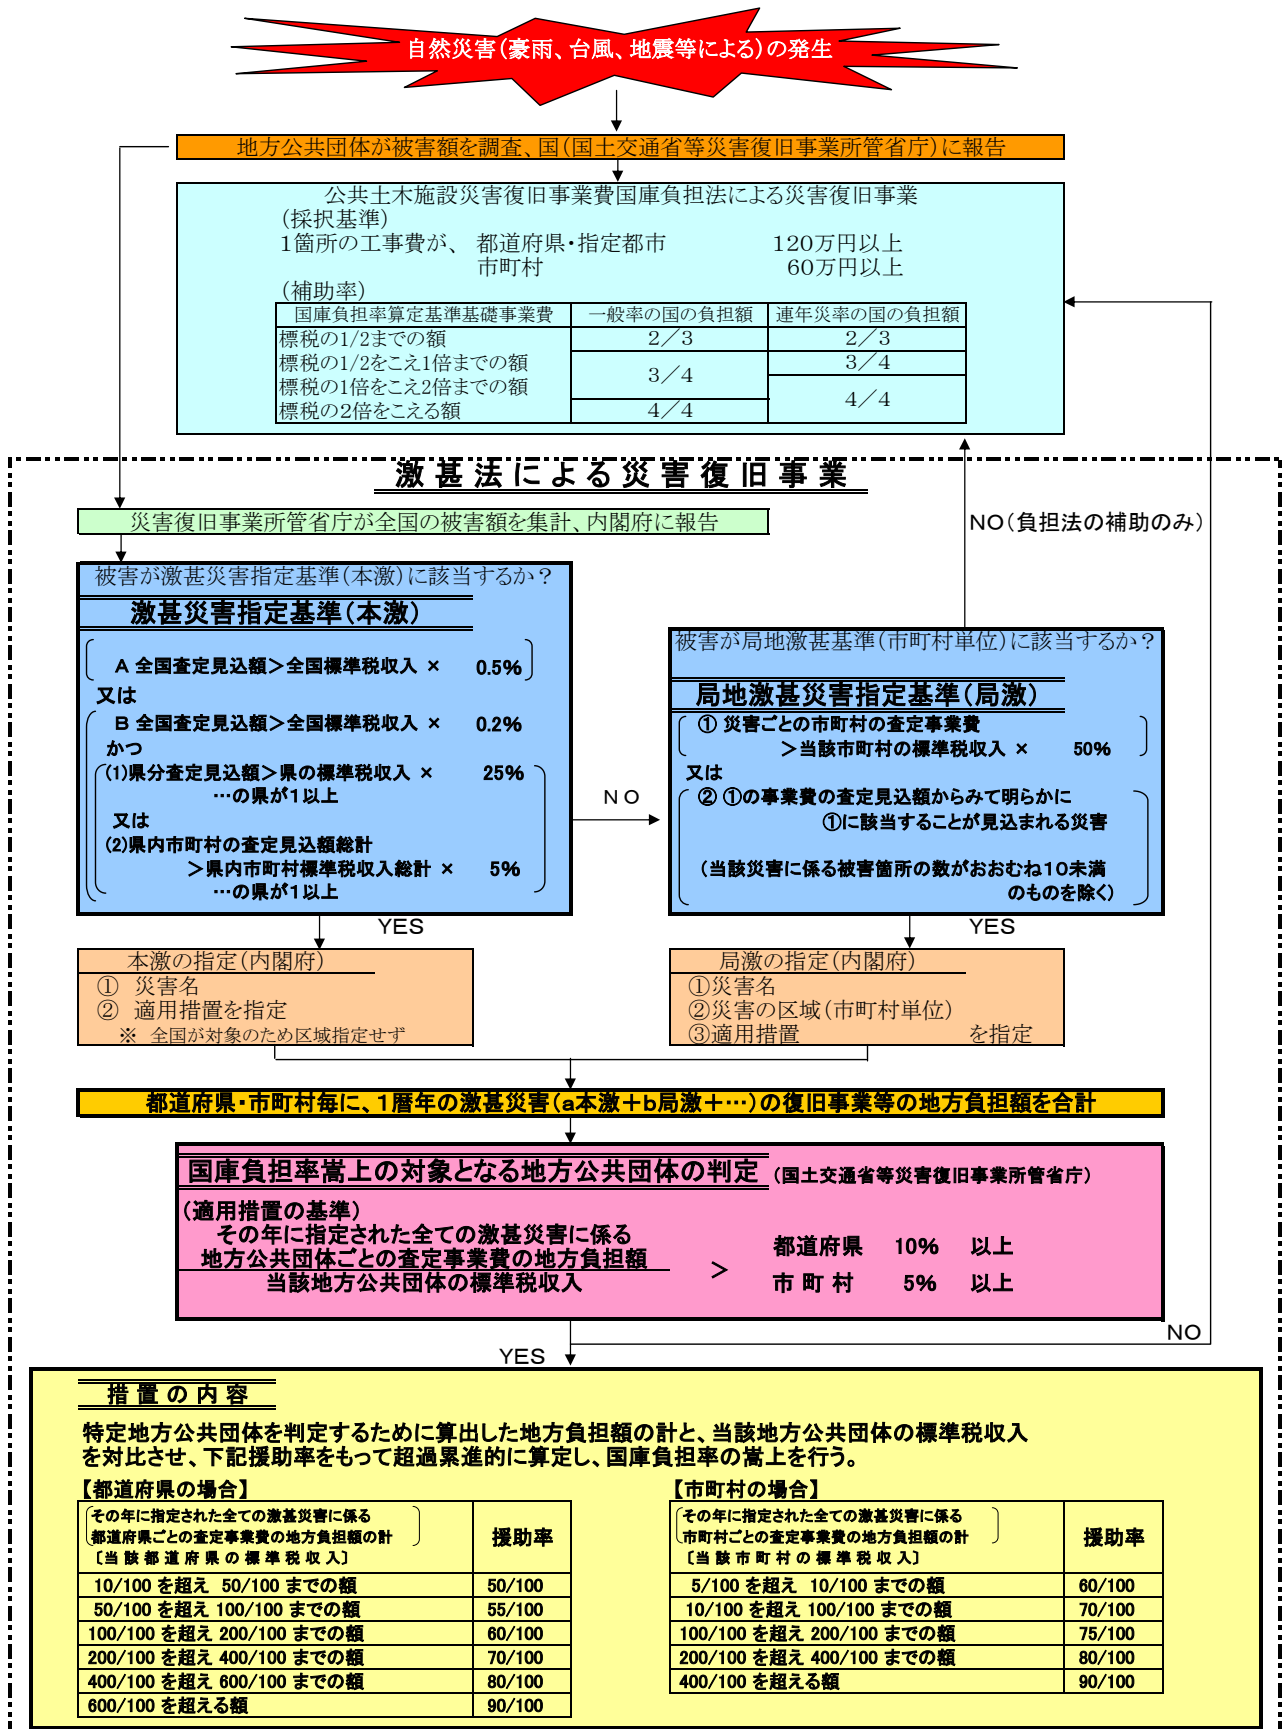 自然災害(豪雨、台風、地震等による)の発生
地方公共団体が被害額を調査、国(国土交通省等災害復旧事業所管省庁)に報告
公共土木施設災害復旧事業費国庫負担法による災害復旧事業
(採択基準)
1箇所の工事費が、 都道府県・指定都市 120万円以上
市町村 60万円以上
(補助率)
国庫負担率算定基準基礎事業費 一般率の国の負担額 連年災率の国の負担額
標税の1/2までの額 2/3 2/3
標税の1/2をこえ1倍までの額 3/4 3/4
標税の1倍をこえ2倍までの額 4/4
標税の2倍をこえる額 4/4
激甚法による災害復旧事業
災害復旧事業所管省庁が全国の被害額を集計、内閣府に報告
NO(負担法の補助のみ)
被害が激甚災害指定基準(本激)に該当するか?
激甚災害指定基準(本激)
A 全国査定見込額>全国標準税収入 × 0.5%
又は
B 全国査定見込額>全国標準税収入 × 0.2%
かつ
(1)県分査定見込額>県の標準税収入 × 25%
…の県が1以上
又は
(2)県内市町村の査定見込額総計
>県内市町村標準税収入総計 × 5%
…の県が1以上
NO
被害が局地激甚基準(市町村単位)に該当するか?
局地激甚災害指定基準(局激)
① 災害ごとの市町村の査定事業費
>当該市町村の標準税収入 × 50%
又は
② ①の事業費の査定見込額からみて明らかに
①に該当することが見込まれる災害
(当該災害に係る被害箇所の数がおおむね10未満
のものを除く)
YES
YES
本激の指定(内閣府)
① 災害名
② 適用措置を指定
※ 全国が対象のため区域指定せず
局激の指定(内閣府)
①災害名
②災害の区域(市町村単位)
③適用措置 を指定
都道府県・市町村毎に、1暦年の激甚災害(a本激+b局激+…)の復旧事業等の地方負担額を合計
国庫負担率嵩上の対象となる地方公共団体の判定 (国土交通省等災害復旧事業所管省庁)
(適用措置の基準)
その年に指定された全ての激甚災害に係る
地方公共団体ごとの査定事業費の地方負担額
当該地方公共団体の標準税収入
>
都道府県 10% 以上
市町村 5% 以上
NO
YES
措置の内容
特定地方公共団体を判定するために算出した地方負担額の計と、当該地方公共団体の標準税収入
を対比させ、下記援助率をもって超過累進的に算定し、国庫負担率の嵩上を行う。
【都道府県の場合】
その年に指定された全ての激甚災害に係る
都道府県ごとの査定事業費の地方負担額の計
〔当該都道府県の標準税収入〕
援助率
10/100 を超え 50/100 までの額 50/100
50/100 を超え 100/100 までの額 55/100
100/100 を超え 200/100 までの額 60/100
200/100 を超え 400/100 までの額 70/100
400/100 を超え 600/100 までの額 80/100
600/100 を超える額 90/100
【市町村の場合】
その年に指定された全ての激甚災害に係る
市町村ごとの査定事業費の地方負担額の計
〔当該市町村の標準税収入〕
援助率
5/100 を超え 10/100 までの額 60/100
10/100 を超え 100/100 までの額 70/100
100/100 を超え 200/100 までの額 75/100
200/100 を超え 400/100 までの額 80/100
400/100 を超える額 90/100